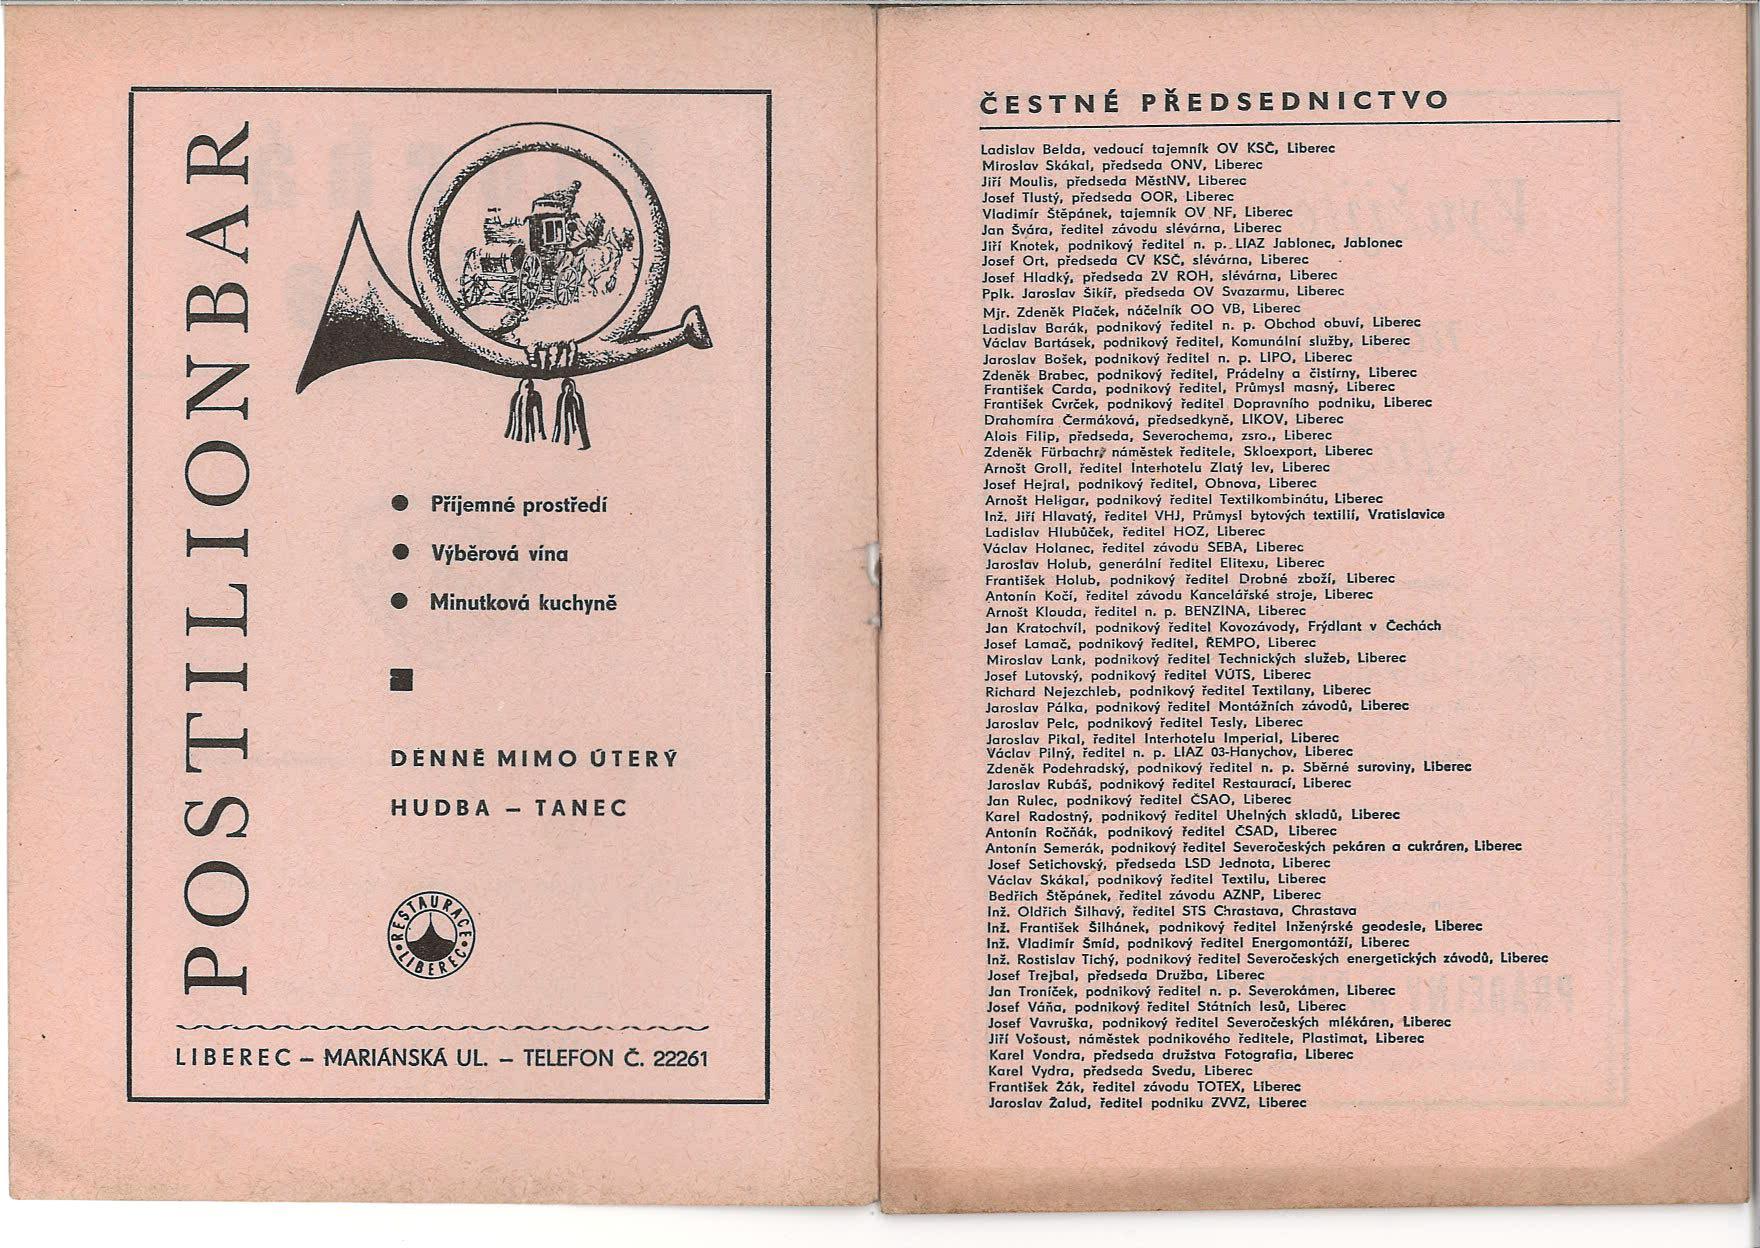 POSTILIONBAR
● Příjemné prostředí
● Výběrová vína
● Minutková kuchyně
DENNĚ MIMO ÚTERÝ
HUDBA – TANEC
RESTAURACE
LIBEREC
LIBEREC – MARIÁNSKÁ UL. – TELEFON Č. 22261
ČESTNÉ PŘEDSEDNICTVO
Ladislav Belda, vedoucí tajemník OV KSČ, Liberec
Miroslav Skákal, předseda ONV, Liberec
Jiří Moulis, předseda MěstNV, Liberec
Josef Tlustý, předseda OOR, Liberec
Vladimír Štěpánek, tajemník OV NF, Liberec
Jan Švára, ředitel závodu slévárna, Liberec
Jiří Knotek, podnikový ředitel n. p. LIAZ Jablonec, Jablonec
Josef Ort, předseda CV KSČ, slévárna, Liberec
Josef Hladký, předseda ZV ROH, slévárna, Liberec
Pplk. Jaroslav Šikíř, předseda OV Svazarmu, Liberec
Mjr. Zdeněk Plaček, náčelník OO VB, Liberec
Ladislav Barák, podnikový ředitel n. p. Obchod obuví, Liberec
Václav Bartásek, podnikový ředitel, Komunální služby, Liberec
Jaroslav Bošek, podnikový ředitel n. p. LIPO, Liberec
Zdeněk Brabec, podnikový ředitel, Prádelny a čistírny, Liberec
František Carda, podnikový ředitel, Průmysl masný, Liberec
František Cvrček, podnikový ředitel Dopravního podniku, Liberec
Drahomíra Čermáková, předsedkyně, LIKOV, Liberec
Alois Filip, předseda, Severochema, zsro., Liberec
Zdeněk Fürbachr, náměstek ředitele, Skloexport, Liberec
Arnošt Groll, ředitel Interhotelu Zlatý lev, Liberec
Josef Hejral, podnikový ředitel, Obnova, Liberec
Arnošt Heligar, podnikový ředitel Textilkombinátu, Liberec
Inž. Jiří Hlavatý, ředitel VHJ, Průmysl bytových textilií, Vratislavice
Ladislav Hlubůček, ředitel HOZ, Liberec
Václav Holanec, ředitel závodu SEBA, Liberec
Jaroslav Holub, generální ředitel Elitexu, Liberec
František Holub, podnikový ředitel Drobné zboží, Liberec
Antonín Kočí, ředitel závodu Kancelářské stroje, Liberec
Arnošt Klouda, ředitel n. p. BENZINA, Liberec
Jan Kratochvíl, podnikový ředitel Kovozávody, Frýdlant v Čechách
Josef Lamač, podnikový ředitel, ŘEMPO, Liberec
Miroslav Lank, podnikový ředitel Technických služeb, Liberec
Josef Lutovský, podnikový ředitel VÚTS, Liberec
Richard Nejezchleb, podnikový ředitel Textilany, Liberec
Jaroslav Pálka, podnikový ředitel Montážních závodů, Liberec
Jaroslav Pelc, podnikový ředitel Tesly, Liberec
Jaroslav Pikal, ředitel Interhotelu Imperial, Liberec
Václav Pilný, ředitel n. p. LIAZ 03-Hanychov, Liberec
Zdeněk Podehradský, podnikový ředitel n. p. Sběrné suroviny, Liberec
Jaroslav Rubáš, podnikový ředitel Restaurací, Liberec
Jan Rulec, podnikový ředitel ČSAO, Liberec
Karel Radostný, podnikový ředitel Uhelných skladů, Liberec
Antonín Ročňák, podnikový ředitel ČSAD, Liberec
Antonín Semerák, podnikový ředitel Severočeských pekáren a cukráren, Liberec
Josef Setichovský, předseda LSD Jednota, Liberec
Václav Skákal, podnikový ředitel Textilu, Liberec
Bedřich Štěpánek, ředitel závodu AZNP, Liberec
Inž. Oldřich Šilhavý, ředitel STS Chrastava, Chrastava
Inž. František Šilhánek, podnikový ředitel Inženýrské geodesie, Liberec
Inž. Vladimír Šmíd, podnikový ředitel Energomontáží, Liberec
Inž. Rostislav Tichý, podnikový ředitel Severočeských energetických závodů, Liberec
Josef Trejbal, předseda Družba, Liberec
Jan Troníček, podnikový ředitel n. p. Severokámen, Liberec
Josef Váňa, podnikový ředitel Státních lesů, Liberec
Josef Vavruška, podnikový ředitel Severočeských mlékáren, Liberec
Jiří Vošoust, náměstek podnikového ředitele, Plastimat, Liberec
Karel Vondra, předseda družstva Fotografia, Liberec
Karel Vydra, předseda Svedu, Liberec
František Žák, ředitel závodu TOTEX, Liberec
Jaroslav Žalud, ředitel podniku ZVVZ, Liberec